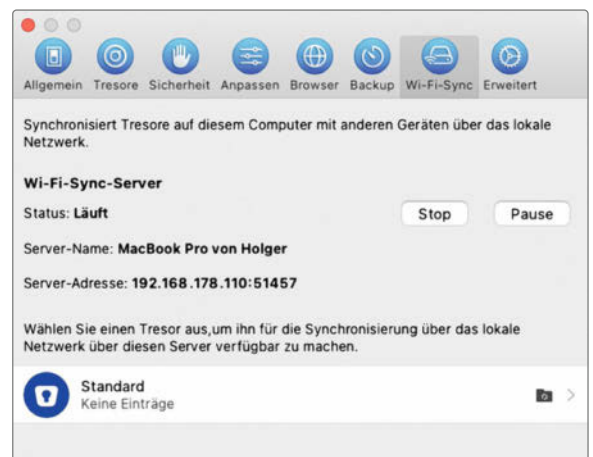 Allgemein Tresore Sicherheit Anpassen Browser Backup Wi-Fi-Sync Erweitert
Synchronisiert Tresore auf diesem Computer mit anderen Geräten über das lokale
Netzwerk.
Wi-Fi-Sync-Server
Status: Läuft Stop Pause
Server-Name: MacBook Pro von Holger
Server-Adresse: 192.168.178.110:51457
Wählen Sie einen Tresor aus,um ihn für die Synchronisierung über das lokale
Netzwerk über diesen Server verfügbar zu machen.
Standard
Keine Einträge